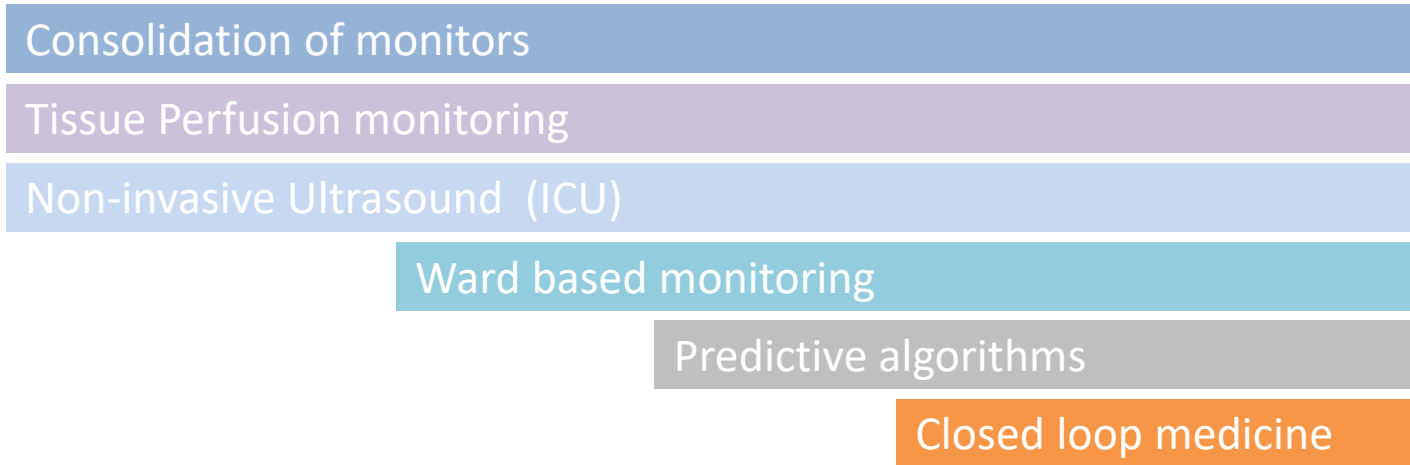 Consolidation of monitors
Tissue Perfusion monitoring
Non-invasive Ultrasound (ICU)
Ward based monitoring
Predictive algorithms
Closed loop medicine